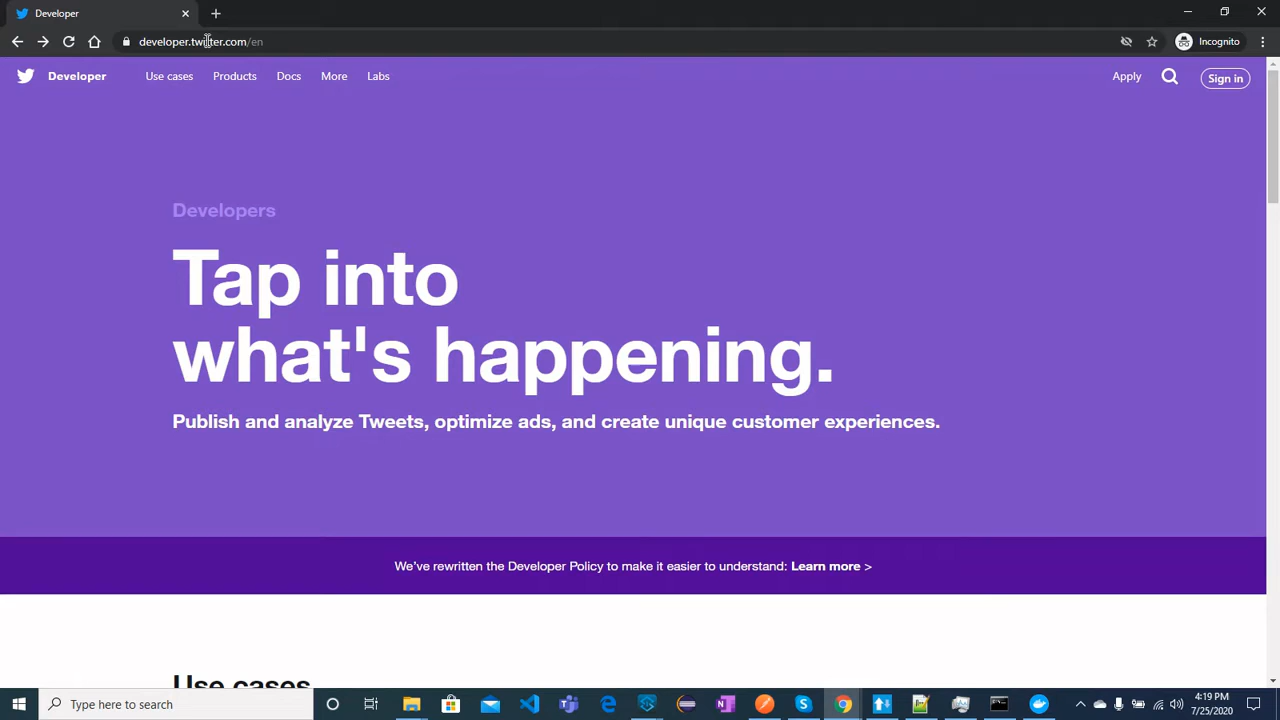 Developer
developer.twitter.com/en
Incognito
Developer Use cases Products Docs More Labs Apply Sign in
Developers
Tap into
what's happening.
Publish and analyze Tweets, optimize ads, and create unique customer experiences.
We've rewritten the Developer Policy to make it easier to understand: Learn more >
Use cases
Type here to search
4:19 PM
7/25/2020